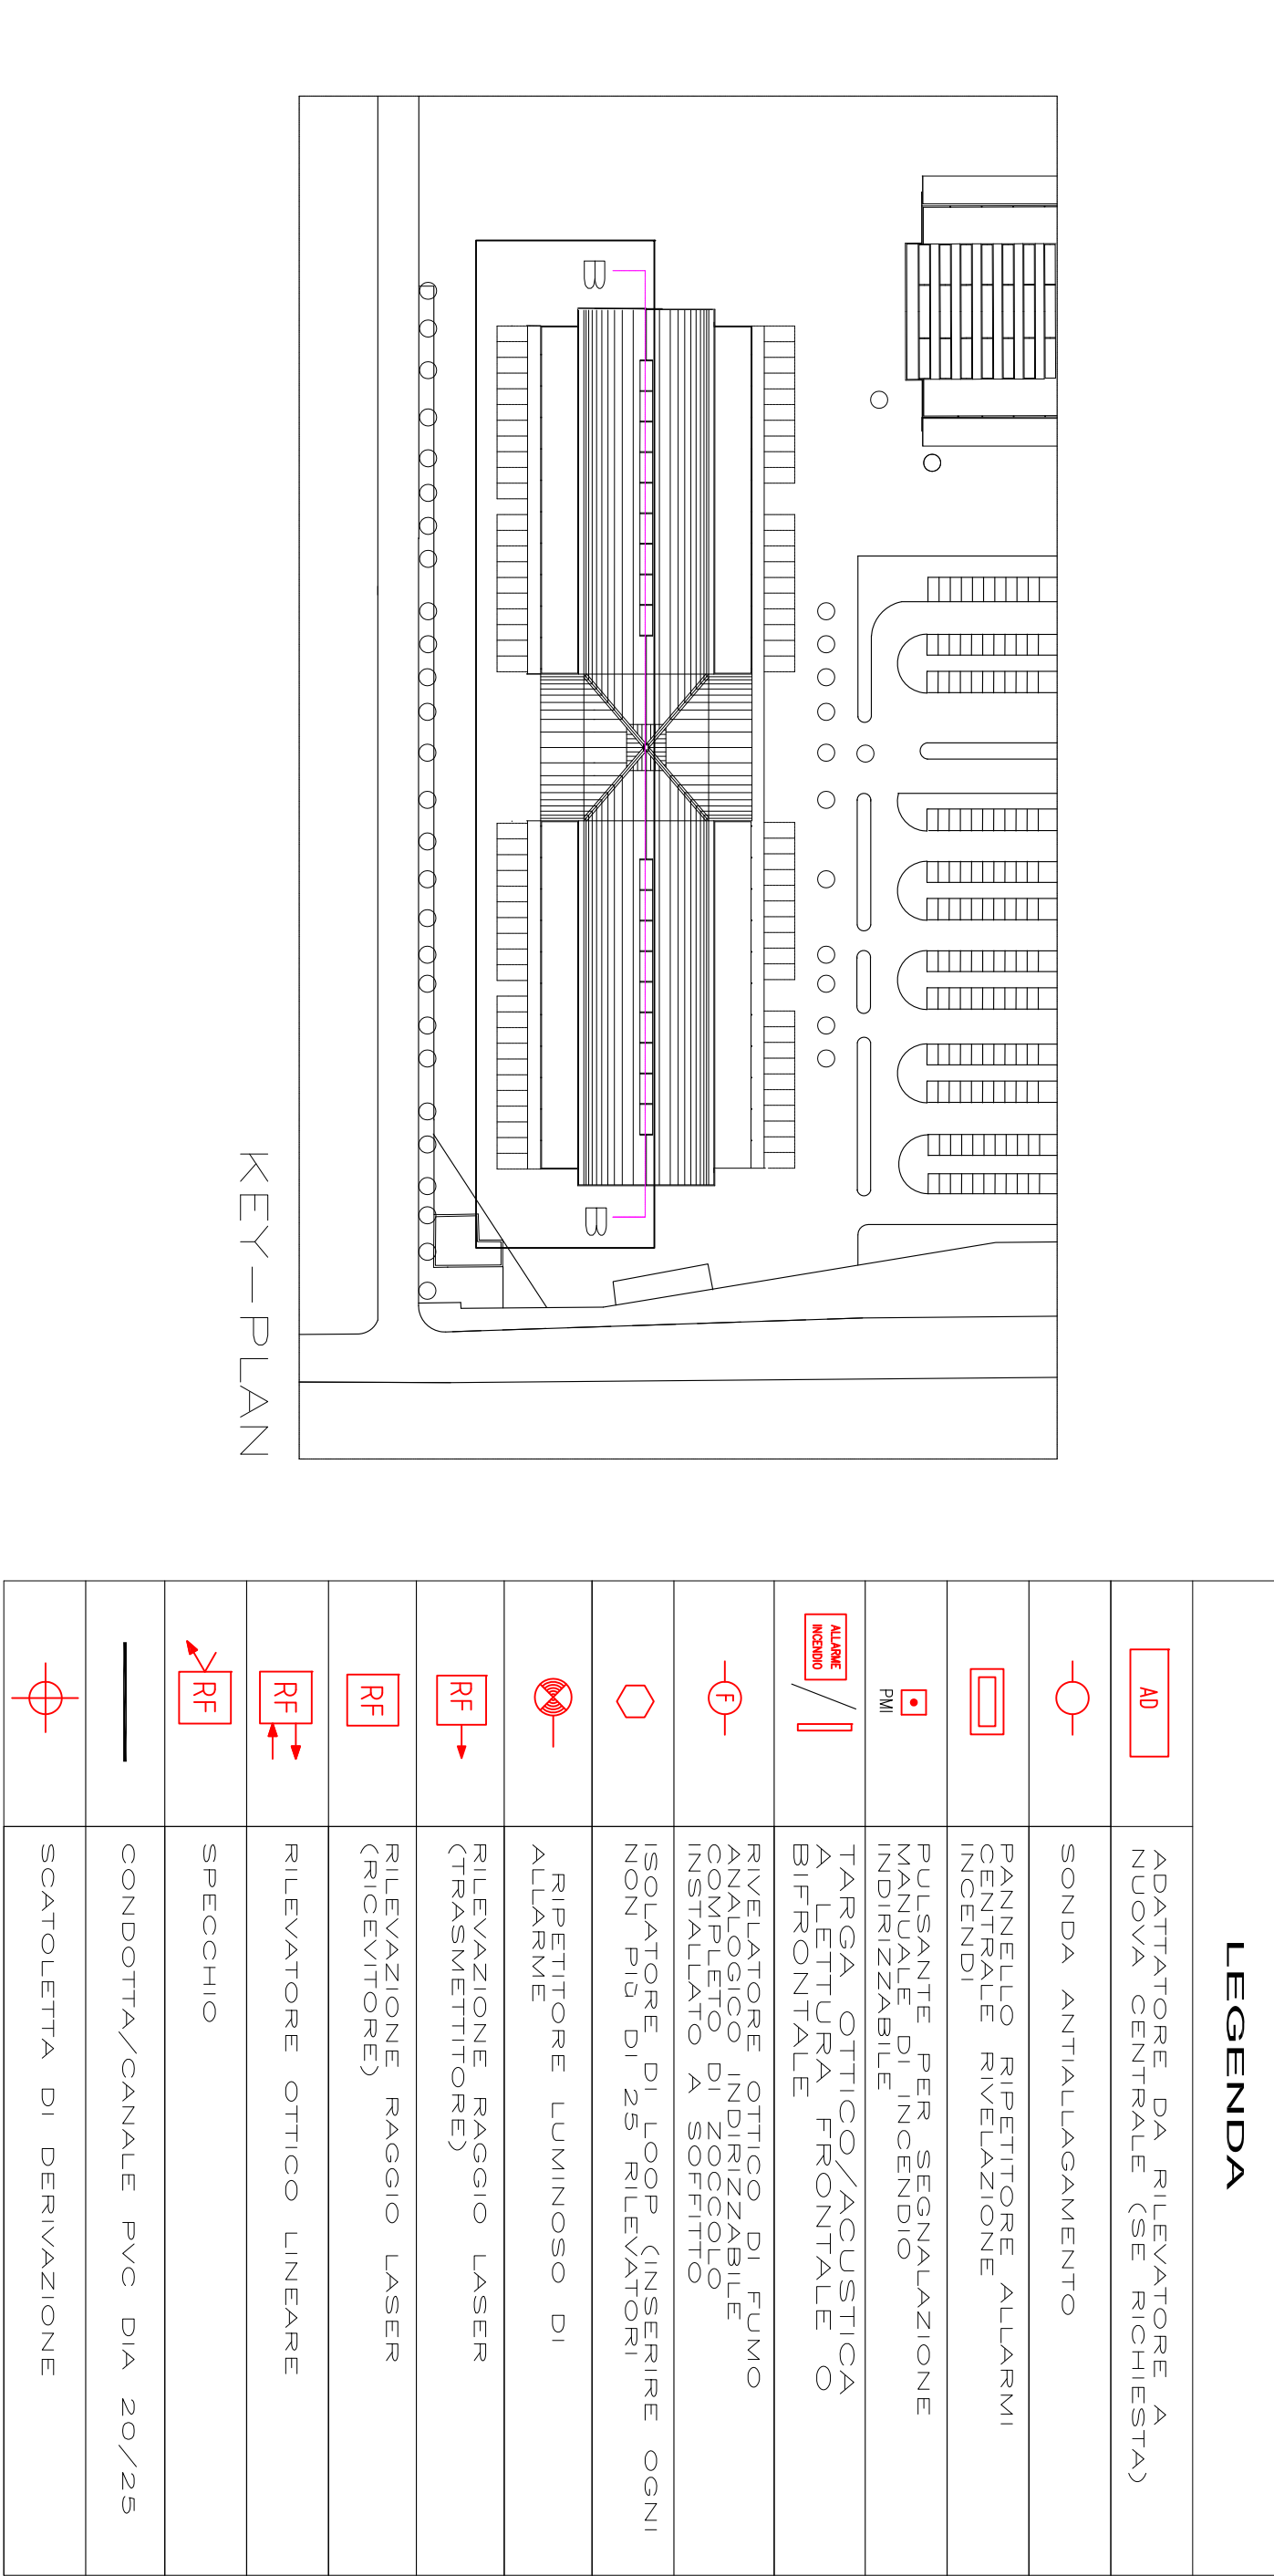 B
B
KEY-PLAN
LEGENDA
AD
ADATTATORE DA RILEVATORE A
NUOVA CENTRALE (SE RICHIESTA)
SONDA ANTIALLAGAMENTO
PANNELLO RIPETITORE ALLARMI
CENTRALE RIVELAZIONE
INCENDI
PMI
PULSANTE PER SEGNALAZIONE
MANUALE DI INCENDIO
INDIRIZZABILE
ALLARME
INCENDIO
TARGA OTTICO/ACUSTICA
A LETTURA FRONTALE O
BIFRONTALE
F
RIVELATORE OTTICO DI FUMO
ANALOGICO INDIRIZZABILE
COMPLETO DI ZOCCOLO
INSTALLATO A SOFFITTO
ISOLATORE DI LOOP (INSERIRE OGNI
NON PIù DI 25 RILEVATORI
RIPETITORE LUMINOSO DI
ALLARME
RF
RILEVAZIONE RAGGIO LASER
(TRASMETTITORE)
RF
RILEVAZIONE RAGGIO LASER
(RICEVITORE)
RF
RILEVATORE OTTICO LINEARE
RF
SPECCHIO
CONDOTTA/CANALE PVC DIA 20/25
SCATOLETTA DI DERIVAZIONE